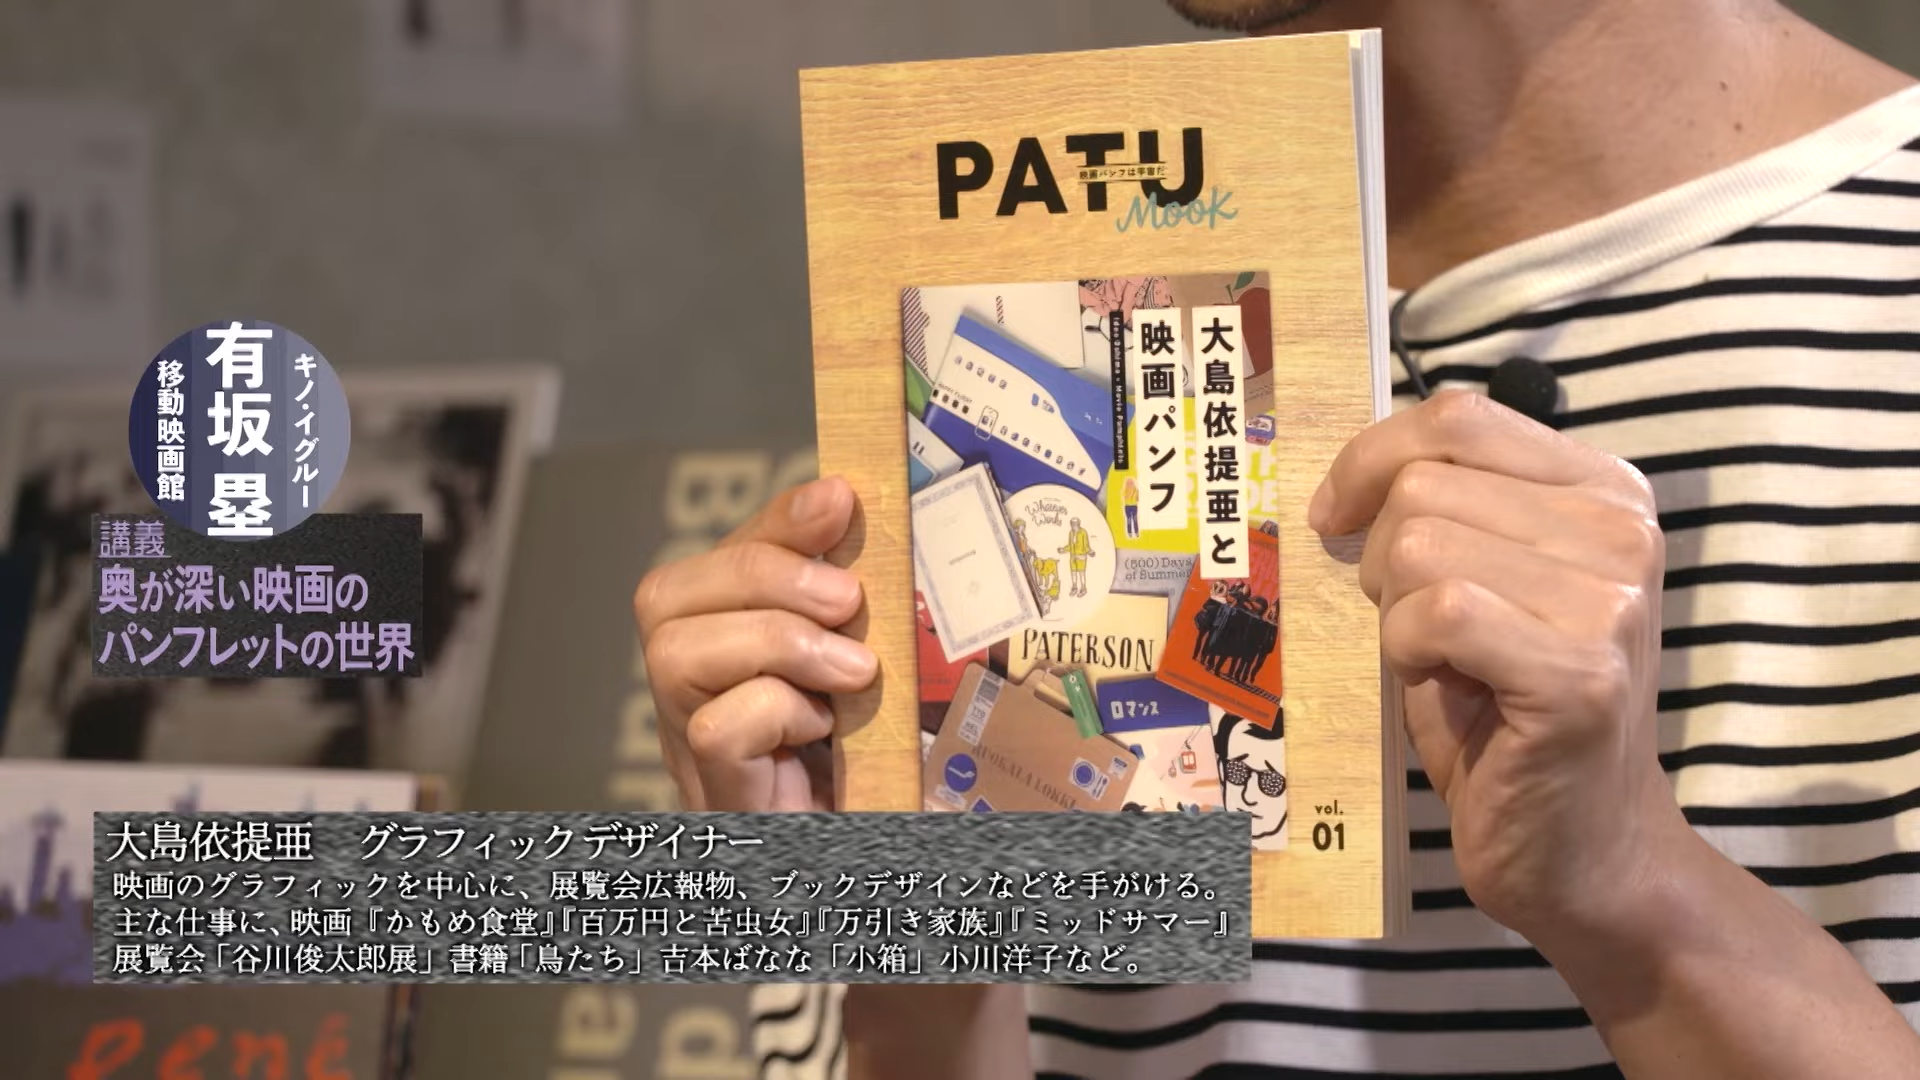 キノ・イグルー
有坂 塁
移動映画館
講義
奥が深い映画の
パンフレットの世界
PATU
映画パンフは宇宙だ
Mook
大島依提亜と
映画パンフ
Whatever Works
(500) Days
of Summer
PATERSON
ロマンス
RUOKALA LOKKI
vol.
01
大島依提亜 グラフィックデザイナー
映画のグラフィックを中心に、展覧会広報物、ブックデザインなどを手がける。
主な仕事に、映画『かもめ食堂』『百万円と苦虫女』『万引き家族』『ミッドサマー』
展覧会「谷川俊太郎展」書籍「鳥たち」吉本ばなな「小箱」小川洋子など。
René